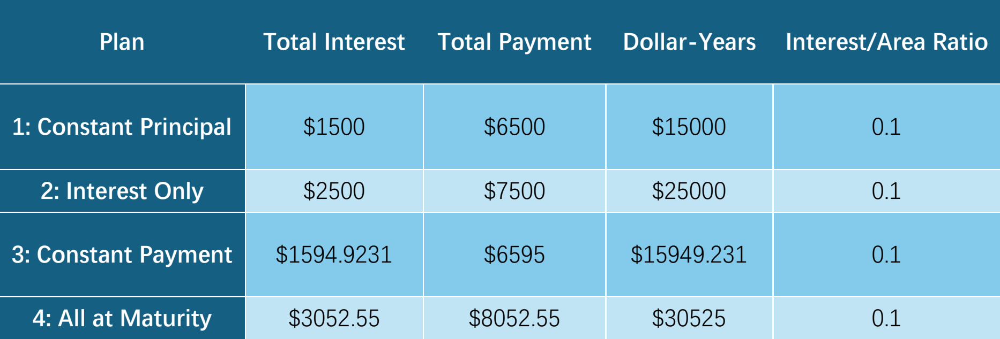 Plan Total Interest Total Payment Dollar-Years Interest/Area Ratio
1: Constant Principal $1500 $6500 $15000 0.1
2: Interest Only $2500 $7500 $25000 0.1
3: Constant Payment $1594.9231 $6595 $15949.231 0.1
4: All at Maturity $3052.55 $8052.55 $30525 0.1